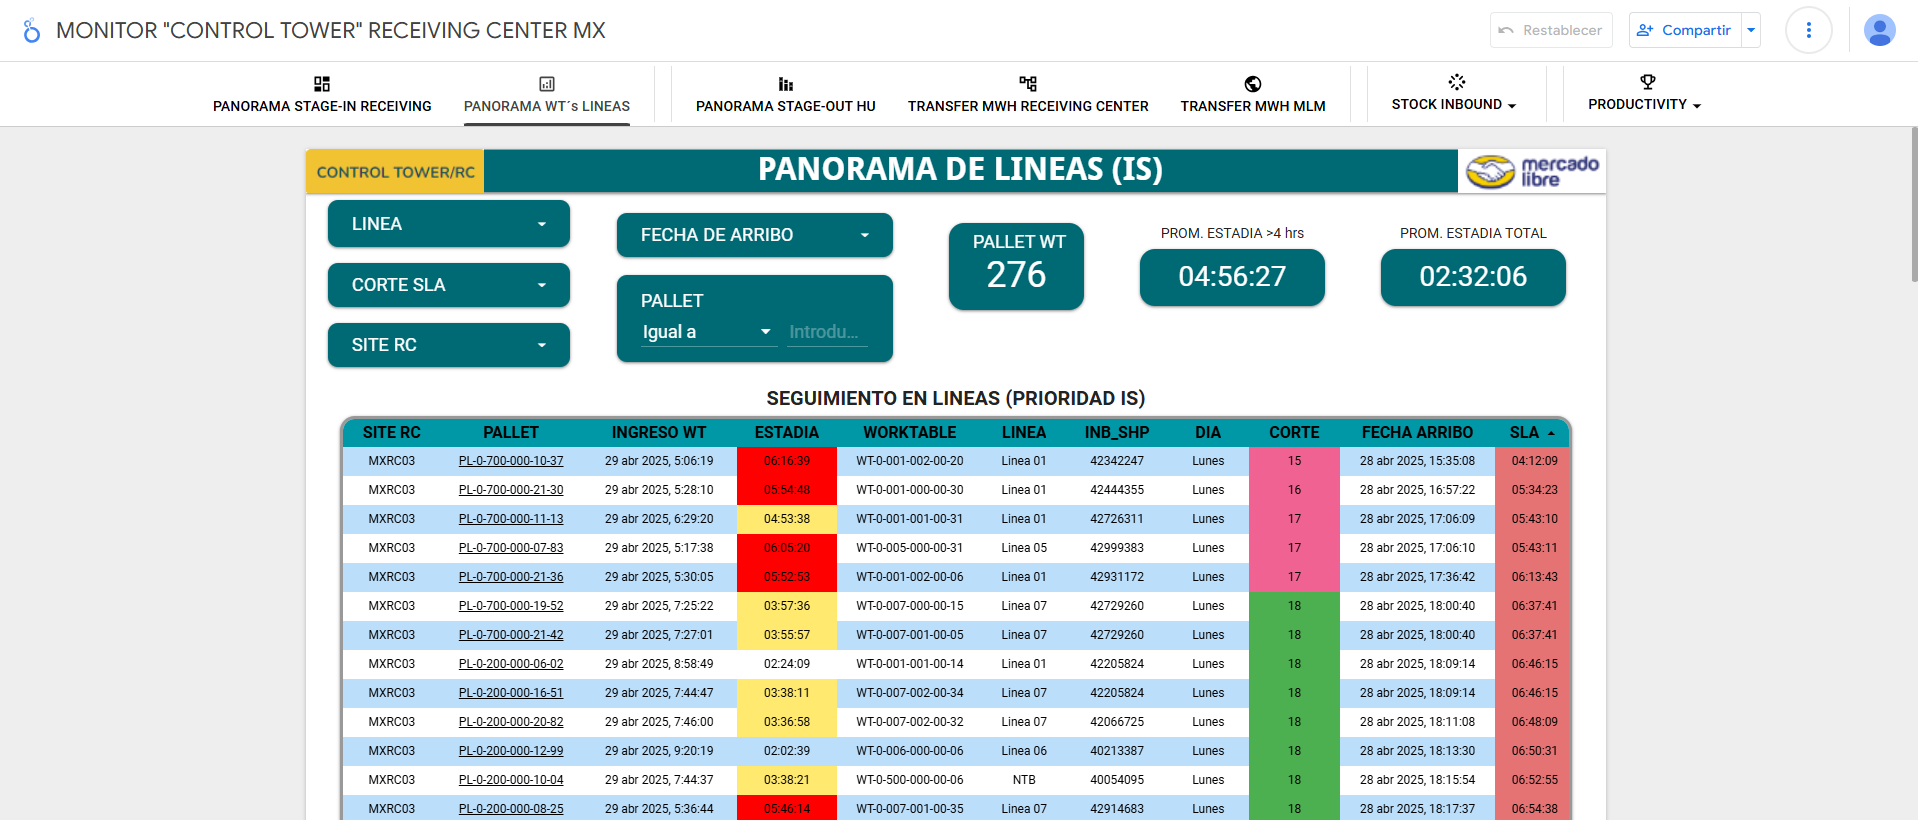 MONITOR "CONTROL TOWER" RECEIVING CENTER MX
Restablecer
Compartir
PANORAMA STAGE-IN RECEIVING
PANORAMA WT´s LINEAS
PANORAMA STAGE-OUT HU
TRANSFER MWH RECEIVING CENTER
TRANSFER MWH MLM
STOCK INBOUND
PRODUCTIVITY
CONTROL TOWER/RC
PANORAMA DE LINEAS (IS)
mercado
libre
LINEA
CORTE SLA
SITE RC
FECHA DE ARRIBO
PALLET
Igual a Introdu...
PALLET WT
276
PROM. ESTADIA >4 hrs
04:56:27
PROM. ESTADIA TOTAL
02:32:06
SEGUIMIENTO EN LINEAS (PRIORIDAD IS)
SITE RC PALLET INGRESO WT ESTADIA WORKTABLE LINEA INB_SHP DIA CORTE FECHA ARRIBO SLA
MXRC03 PL-0-700-000-10-37 29 abr 2025, 5:06:19 06:16:39 WT-0-001-002-00-20 Linea 01 42342247 Lunes 15 28 abr 2025, 15:35:08 04:12:09
MXRC03 PL-0-700-000-21-30 29 abr 2025, 5:28:10 05:54:48 WT-0-001-000-00-30 Linea 01 42444355 Lunes 16 28 abr 2025, 16:57:22 05:34:23
MXRC03 PL-0-700-000-11-13 29 abr 2025, 6:29:20 04:53:38 WT-0-001-001-00-31 Linea 01 42726311 Lunes 17 28 abr 2025, 17:06:09 05:43:10
MXRC03 PL-0-700-000-07-83 29 abr 2025, 5:17:38 06:05:20 WT-0-005-000-00-31 Linea 05 42999383 Lunes 17 28 abr 2025, 17:06:10 05:43:11
MXRC03 PL-0-700-000-21-36 29 abr 2025, 5:30:05 05:52:53 WT-0-001-002-00-06 Linea 01 42931172 Lunes 17 28 abr 2025, 17:36:42 06:13:43
MXRC03 PL-0-700-000-19-52 29 abr 2025, 7:25:22 03:57:36 WT-0-007-000-00-15 Linea 07 42729260 Lunes 18 28 abr 2025, 18:00:40 06:37:41
MXRC03 PL-0-700-000-21-42 29 abr 2025, 7:27:01 03:55:57 WT-0-007-001-00-05 Linea 07 42729260 Lunes 18 28 abr 2025, 18:00:40 06:37:41
MXRC03 PL-0-200-000-06-02 29 abr 2025, 8:58:49 02:24:09 WT-0-001-001-00-14 Linea 01 42205824 Lunes 18 28 abr 2025, 18:09:14 06:46:15
MXRC03 PL-0-200-000-16-51 29 abr 2025, 7:44:47 03:38:11 WT-0-007-002-00-34 Linea 07 42205824 Lunes 18 28 abr 2025, 18:09:14 06:46:15
MXRC03 PL-0-200-000-20-82 29 abr 2025, 7:46:00 03:36:58 WT-0-007-002-00-32 Linea 07 42066725 Lunes 18 28 abr 2025, 18:11:08 06:48:09
MXRC03 PL-0-200-000-12-99 29 abr 2025, 9:20:19 02:02:39 WT-0-006-000-00-06 Linea 06 40213387 Lunes 18 28 abr 2025, 18:13:30 06:50:31
MXRC03 PL-0-200-000-10-04 29 abr 2025, 7:44:37 03:38:21 WT-0-500-000-00-06 NTB 40054095 Lunes 18 28 abr 2025, 18:15:54 06:52:55
MXRC03 PL-0-200-000-08-25 29 abr 2025, 5:36:44 05:46:14 WT-0-007-001-00-35 Linea 07 42914683 Lunes 18 28 abr 2025, 18:17:37 06:54:38